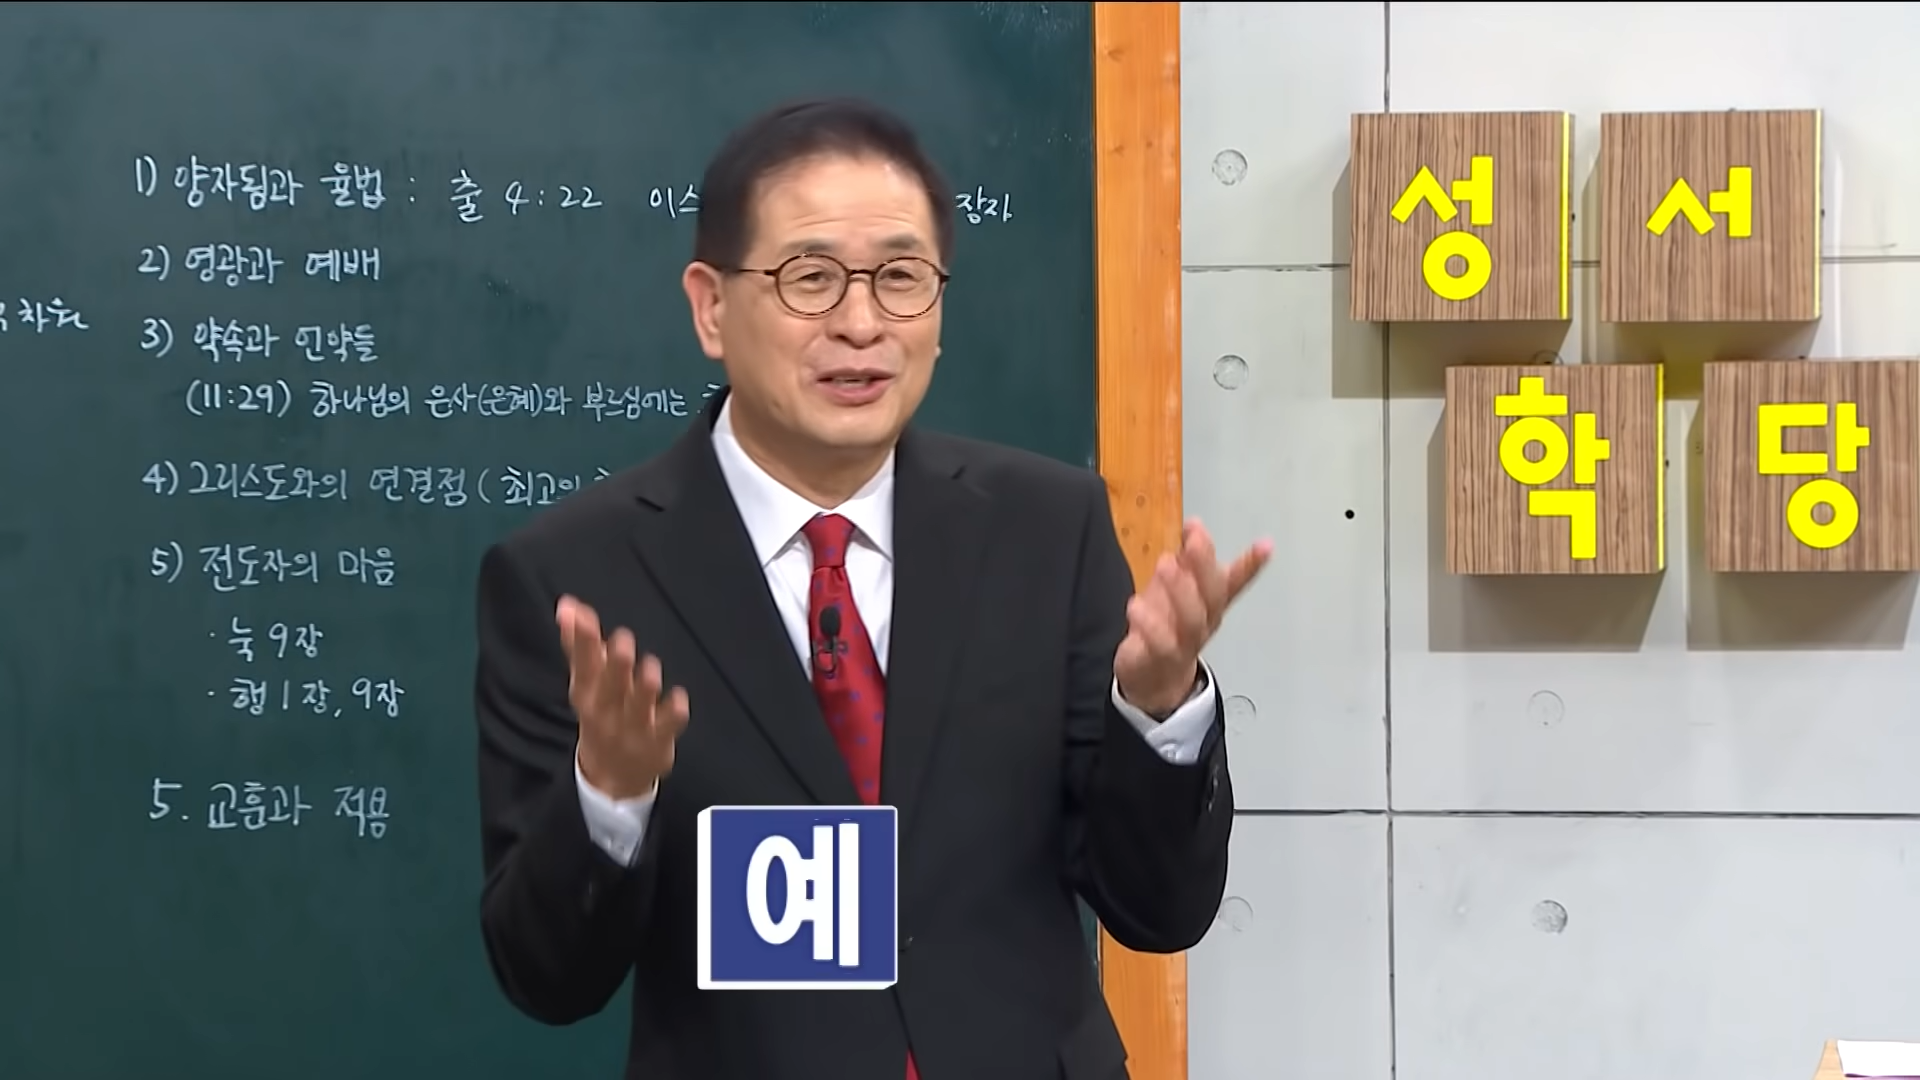 1) 양자됨과 율법 : 출 4:22 이스 장자
2) 영광과 예배
3) 약속과 언약들
(11:29) 하나님의 은사(은혜)와 부르심에는
4) 그리스도와의 연결점 ( 최고의
5) 전도자의 마음
· 눅 9장
· 행 1장, 9장
5. 교훈과 적용
성서
학당
예